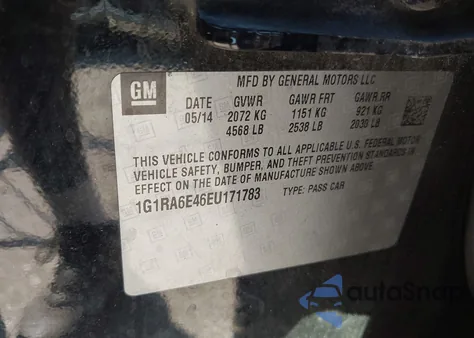 GM
MFD BY GENERAL MOTORS LLC
DATE GVWR GAWR FRT GAWR RR
05/14 2072 KG 1151 KG 921 KG
4568 LB 2538 LB 2030 LB
THIS VEHICLE CONFORMS TO ALL APPLICABLE U.S. FEDERAL MOTOR
VEHICLE SAFETY, BUMPER, AND THEFT PREVENTION STANDARDS IN
EFFECT ON THE DATE OF MANUFACTURE SHOWN ABOVE.
1G1RA6E46EU171783 TYPE: PASS CAR
autoSnap